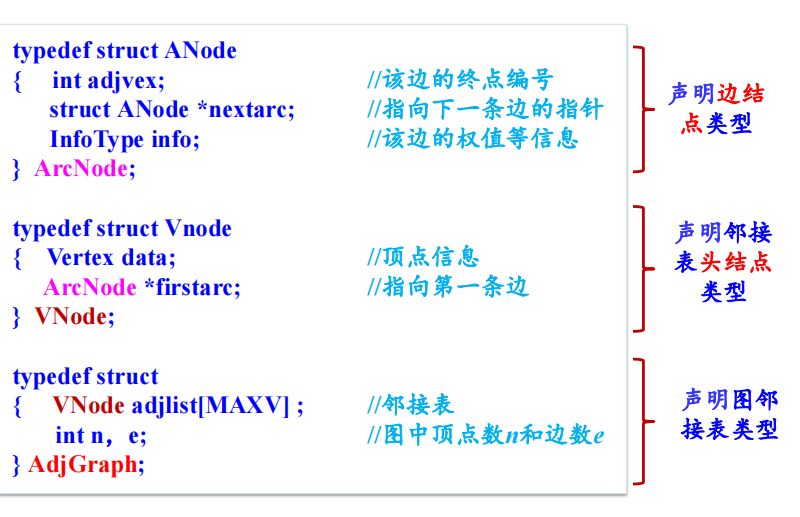 typedef struct ANode
{ int adjvex; //该边的终点编号
struct ANode *nextarc; //指向下一条边的指针
InfoType info; //该边的权值等信息
} ArcNode;
声明边结
点类型
typedef struct Vnode
{ Vertex data; //顶点信息
ArcNode *firstarc; //指向第一条边
} VNode;
声明邻接
表头结点
类型
typedef struct
{ VNode adjlist[MAXV] ; //邻接表
int n，e; //图中顶点数n和边数e
} AdjGraph;
声明图邻
接表类型